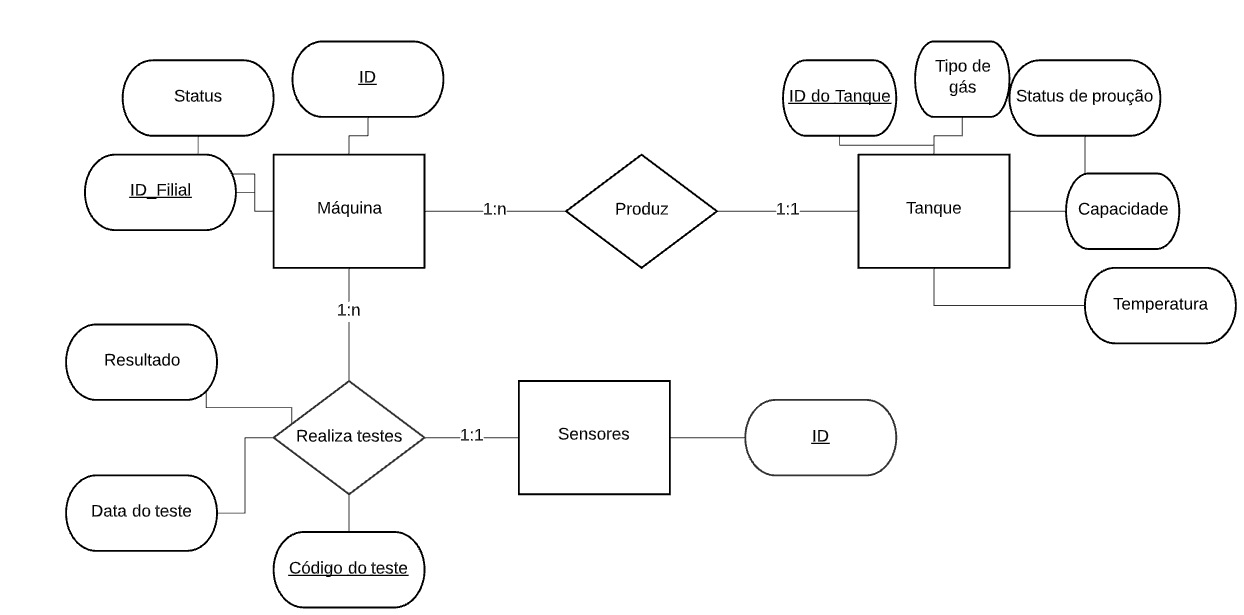 Status
ID
ID_Filial
Máquina
1:n
Produz
1:1
ID do Tanque
Tipo de
gás
Status de proução
Tanque
Capacidade
Temperatura
1:n
Resultado
Realiza testes
1:1
Sensores
ID
Data do teste
Código do teste